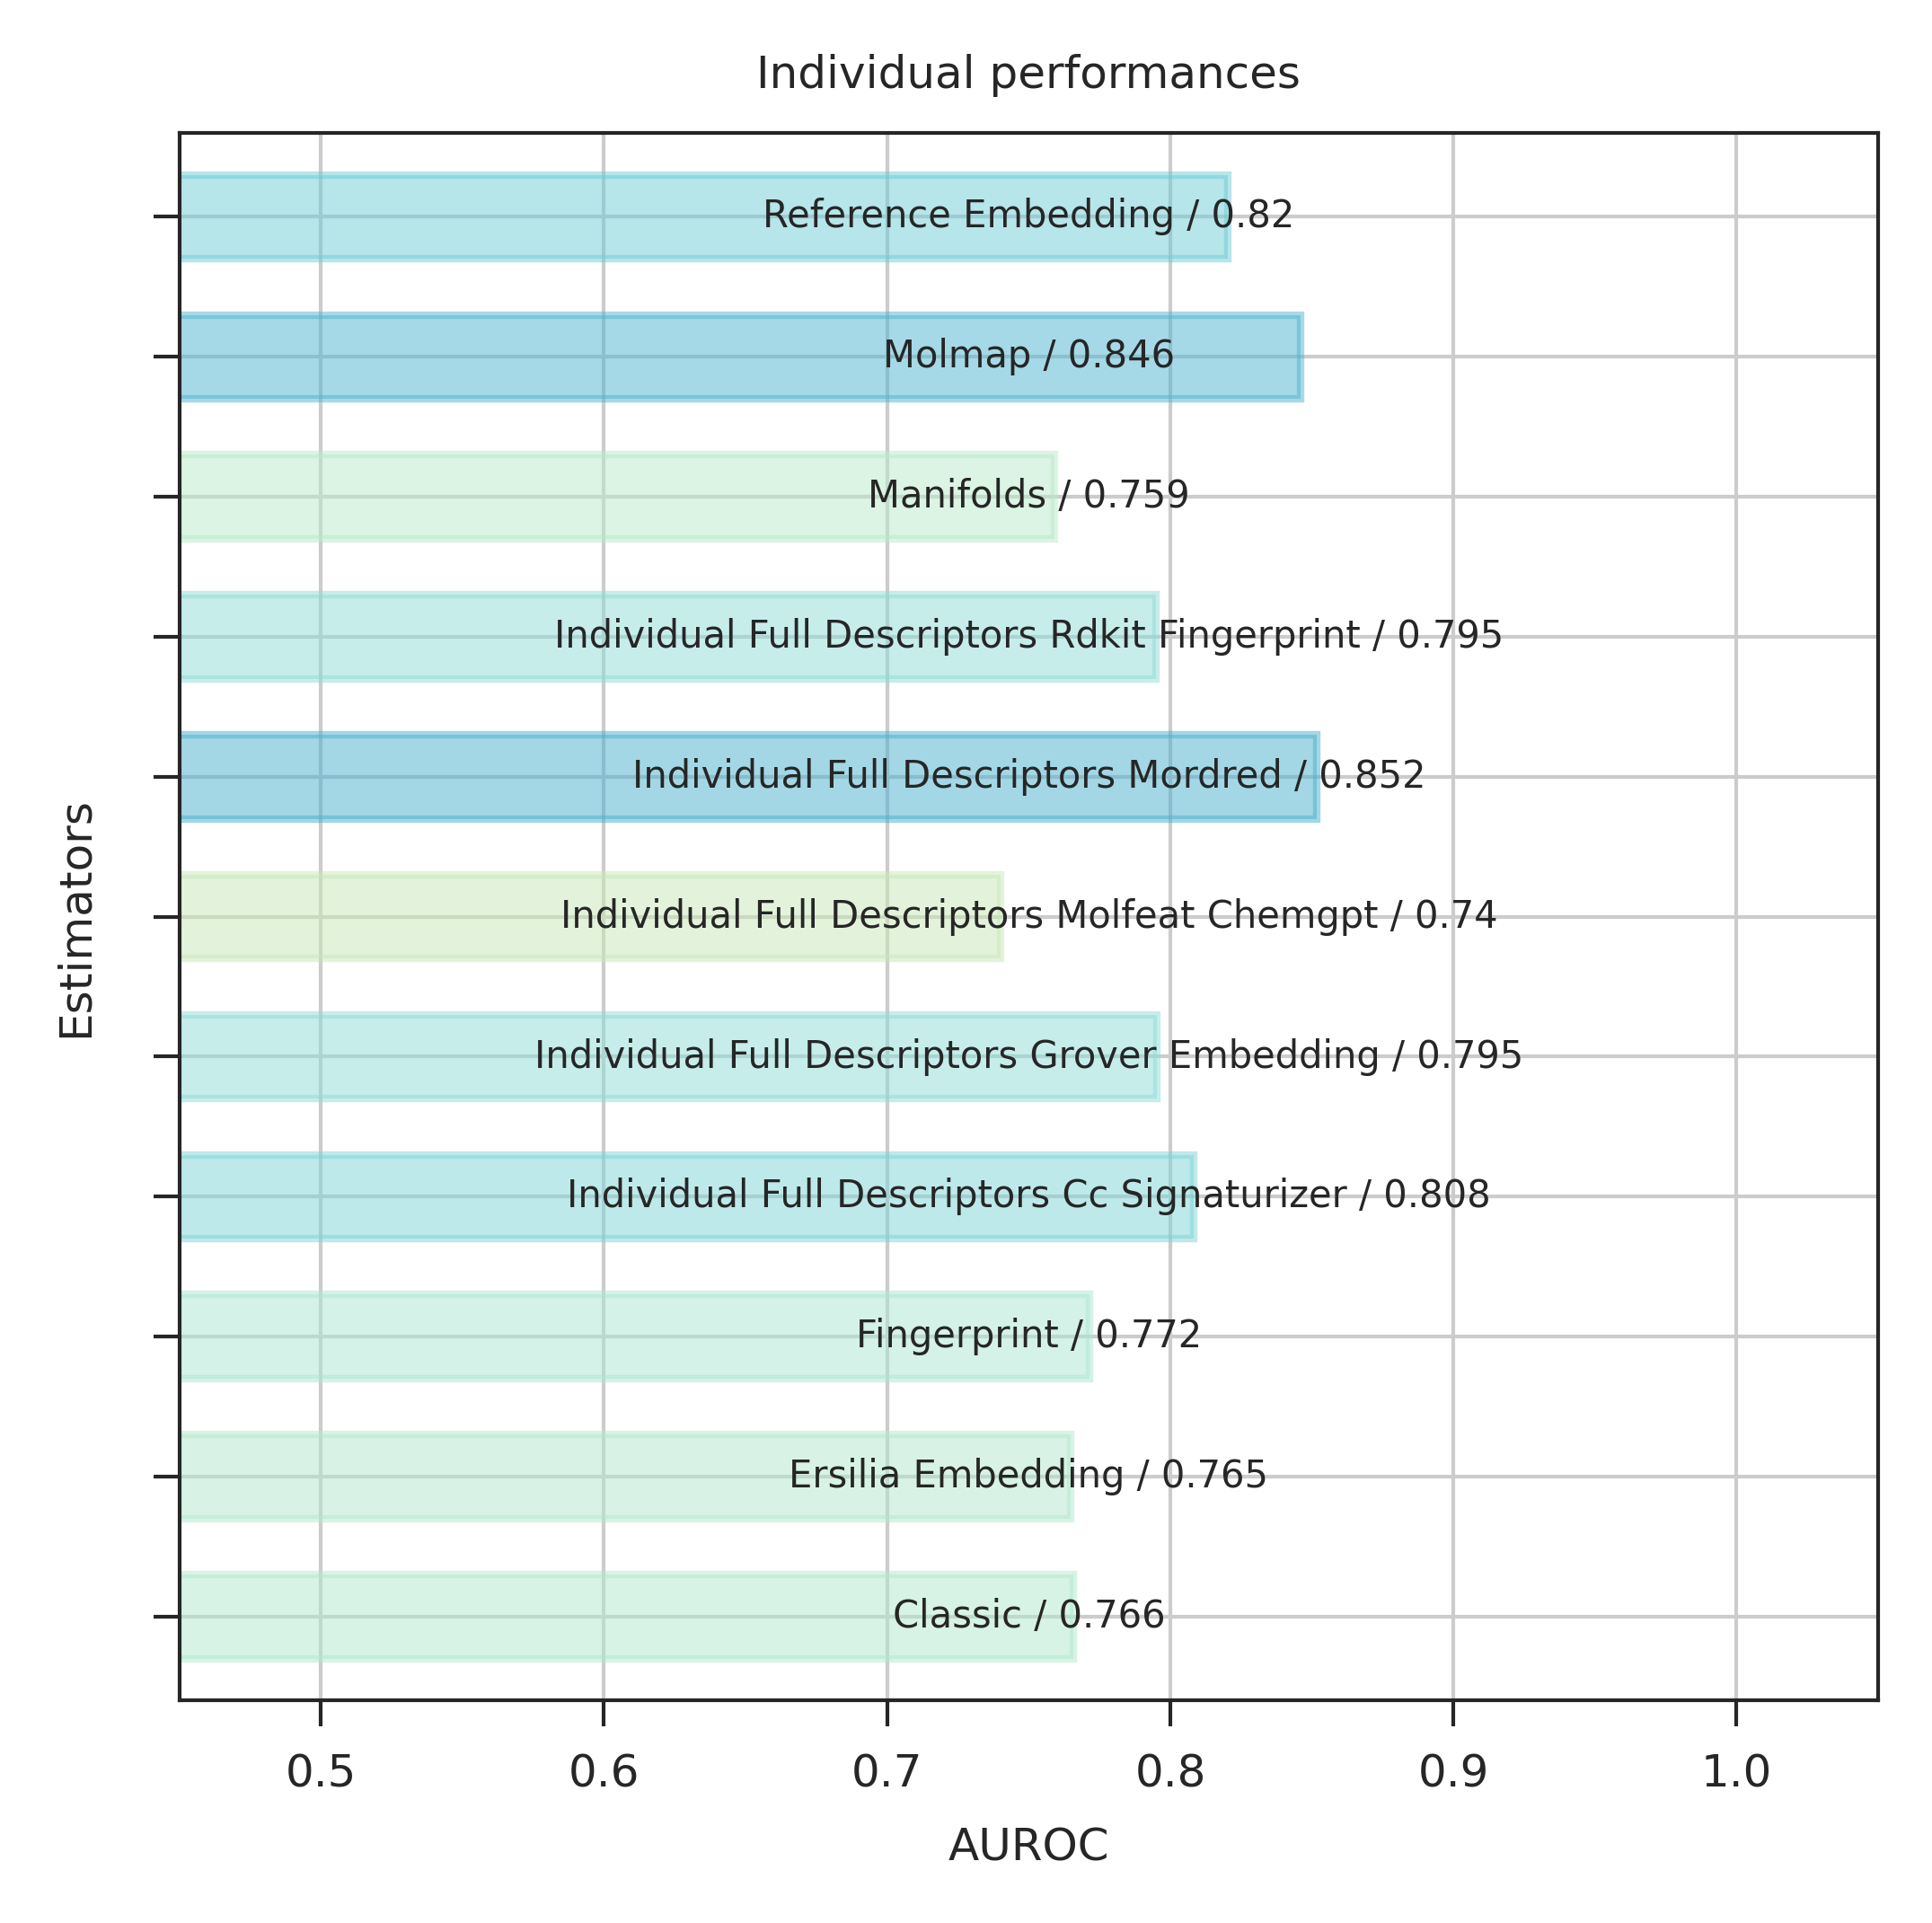 Individual performances
Reference Embedding / 0.82
Molmap / 0.846
Manifolds / 0.759
Individual Full Descriptors Rdkit Fingerprint / 0.795
Individual Full Descriptors Mordred / 0.852
Individual Full Descriptors Molfeat Chemgpt / 0.74
Individual Full Descriptors Grover Embedding / 0.795
Individual Full Descriptors Cc Signaturizer / 0.808
Fingerprint / 0.772
Ersilia Embedding / 0.765
Classic / 0.766
Estimators
0.5 0.6 0.7 0.8 0.9 1.0
AUROC